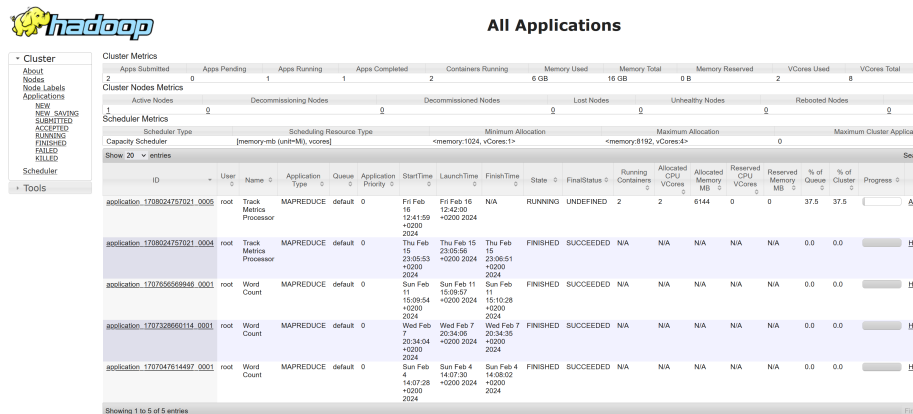 hadoop
All Applications
Cluster
About
Nodes
Node Labels
Applications
NEW
NEW_SAVING
SUBMITTED
ACCEPTED
RUNNING
FINISHED
FAILED
KILLED
Scheduler
Tools
Cluster Metrics
Apps Submitted Apps Pending Apps Running Apps Completed Containers Running Memory Used Memory Total Memory Reserved VCores Used VCores Total
2 0 1 1 2 6 GB 16 GB 0 B 2 8
Cluster Nodes Metrics
Active Nodes Decommissioning Nodes Decommissioned Nodes Lost Nodes Unhealthy Nodes Rebooted Nodes
1 0 0 0 0 0
Scheduler Metrics
Scheduler Type Scheduling Resource Type Minimum Allocation Maximum Allocation Maximum Cluster Applica
Capacity Scheduler [memory-mb (unit=Mi), vcores] <memory:1024, vCores:1> <memory:8192, vCores:4> 0
Show 20 entries Sea
ID User Name Application Type Queue Application Priority StartTime LaunchTime FinishTime State FinalStatus Running Containers Allocated CPU VCores Allocated Memory MB Reserved CPU VCores Reserved Memory MB % of Queue % of Cluster Progress
application_1708024757021_0005 root Track Metrics Processor MAPREDUCE default 0 Fri Feb 16 12:41:59 +0200 2024 Fri Feb 16 12:42:00 +0200 2024 N/A RUNNING UNDEFINED 2 2 6144 0 0 37.5 37.5 A
application_1708024757021_0004 root Track Metrics Processor MAPREDUCE default 0 Thu Feb 15 23:05:53 +0200 2024 Thu Feb 15 23:05:56 +0200 2024 Thu Feb 15 23:06:51 +0200 2024 FINISHED SUCCEEDED N/A N/A N/A N/A N/A 0.0 0.0 H
application_1707656569946_0001 root Word Count MAPREDUCE default 0 Sun Feb 11 15:09:54 +0200 2024 Sun Feb 11 15:09:57 +0200 2024 Sun Feb 11 15:10:28 +0200 2024 FINISHED SUCCEEDED N/A N/A N/A N/A N/A 0.0 0.0 H
application_1707328660114_0001 root Word Count MAPREDUCE default 0 Wed Feb 7 20:34:04 +0200 2024 Wed Feb 7 20:34:06 +0200 2024 Wed Feb 7 20:34:35 +0200 2024 FINISHED SUCCEEDED N/A N/A N/A N/A N/A 0.0 0.0 H
application_1707047614497_0001 root Word Count MAPREDUCE default 0 Sun Feb 4 14:07:28 +0200 2024 Sun Feb 4 14:07:30 +0200 2024 Sun Feb 4 14:08:02 +0200 2024 FINISHED SUCCEEDED N/A N/A N/A N/A N/A 0.0 0.0 H
Showing 1 to 5 of 5 entries